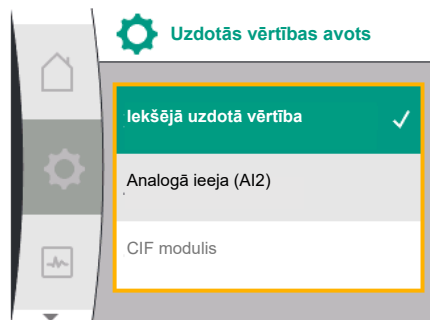 Uzdotās vērtības avots
Iekšējā uzdotā vērtība
Analogā ieeja (AI2)
CIF modulis